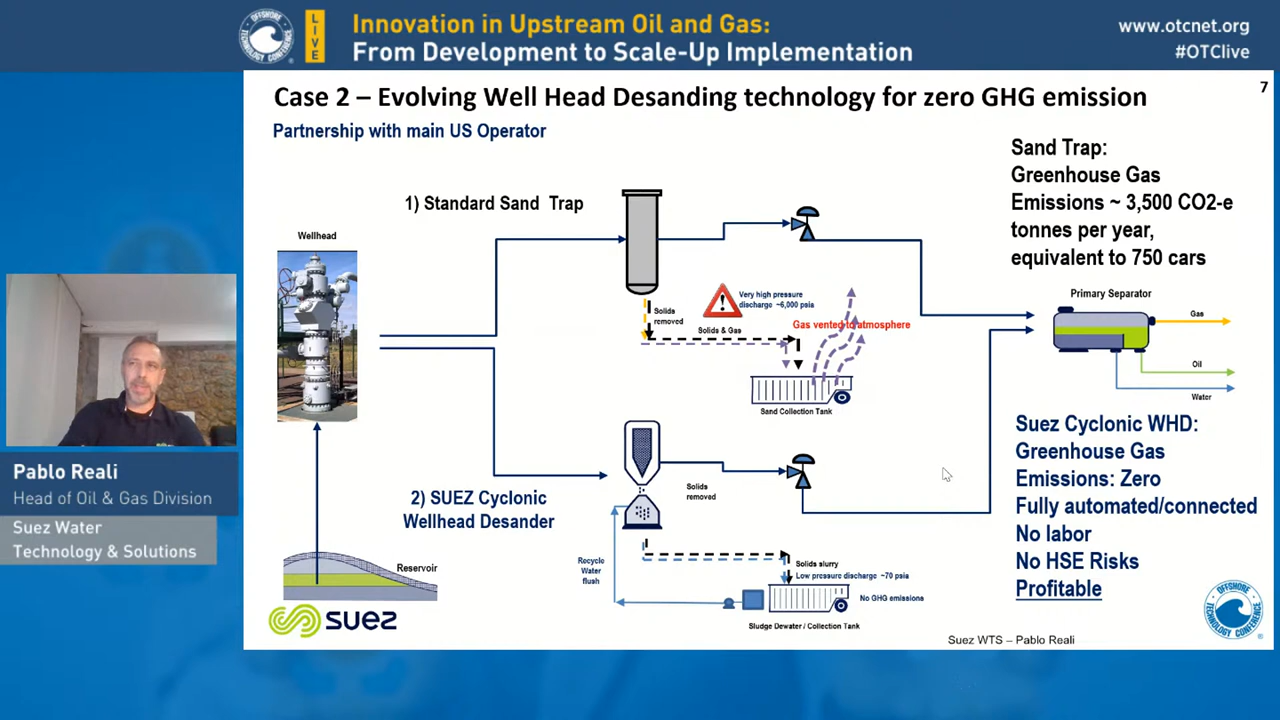 OFFSHORE TECHNOLOGY CONFERENCE
LIVE
Innovation in Upstream Oil and Gas:
From Development to Scale-Up Implementation
www.otcnet.org
#OTClive
Case 2 – Evolving Well Head Desanding technology for zero GHG emission
7
Partnership with main US Operator
Sand Trap:
Greenhouse Gas
Emissions ~ 3,500 CO2-e
tonnes per year,
equivalent to 750 cars
1) Standard Sand Trap
Wellhead
Very high pressure
discharge ~6,000 psia
Solids
removed
Solids & Gas
Gas vented to atmosphere
Sand Collection Tank
Primary Separator
Gas
Oil
Water
2) SUEZ Cyclonic
Wellhead Desander
Solids
removed
Recycle
Water
flush
Solids slurry
Low pressure discharge ~70 psia
No GHG emissions
Sludge Dewater / Collection Tank
Reservoir
Suez Cyclonic WHD:
Greenhouse Gas
Emissions: Zero
Fully automated/connected
No labor
No HSE Risks
Profitable
suez
Suez WTS – Pablo Reali
OFFSHORE TECHNOLOGY CONFERENCE
Pablo Reali
Head of Oil & Gas Division
Suez Water
Technology & Solutions